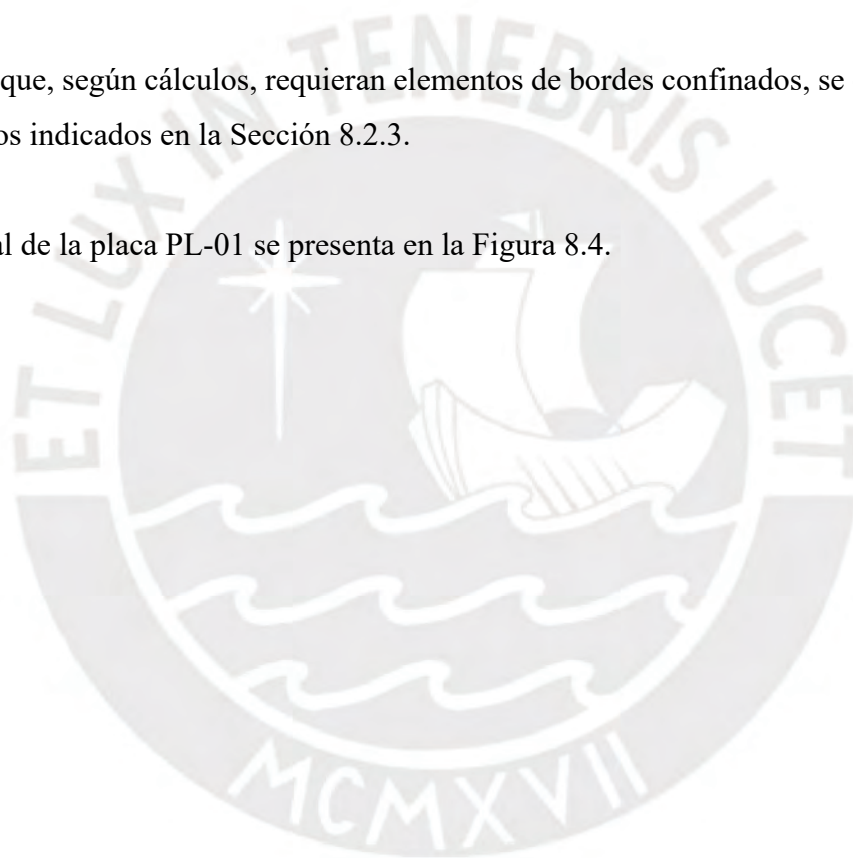 que, según cálculos, requieran elementos de bordes confinados, se
os indicados en la Sección 8.2.3.
al de la placa PL-01 se presenta en la Figura 8.4.
ET LUX IN TENEBRIS LUCET
MCMXVII